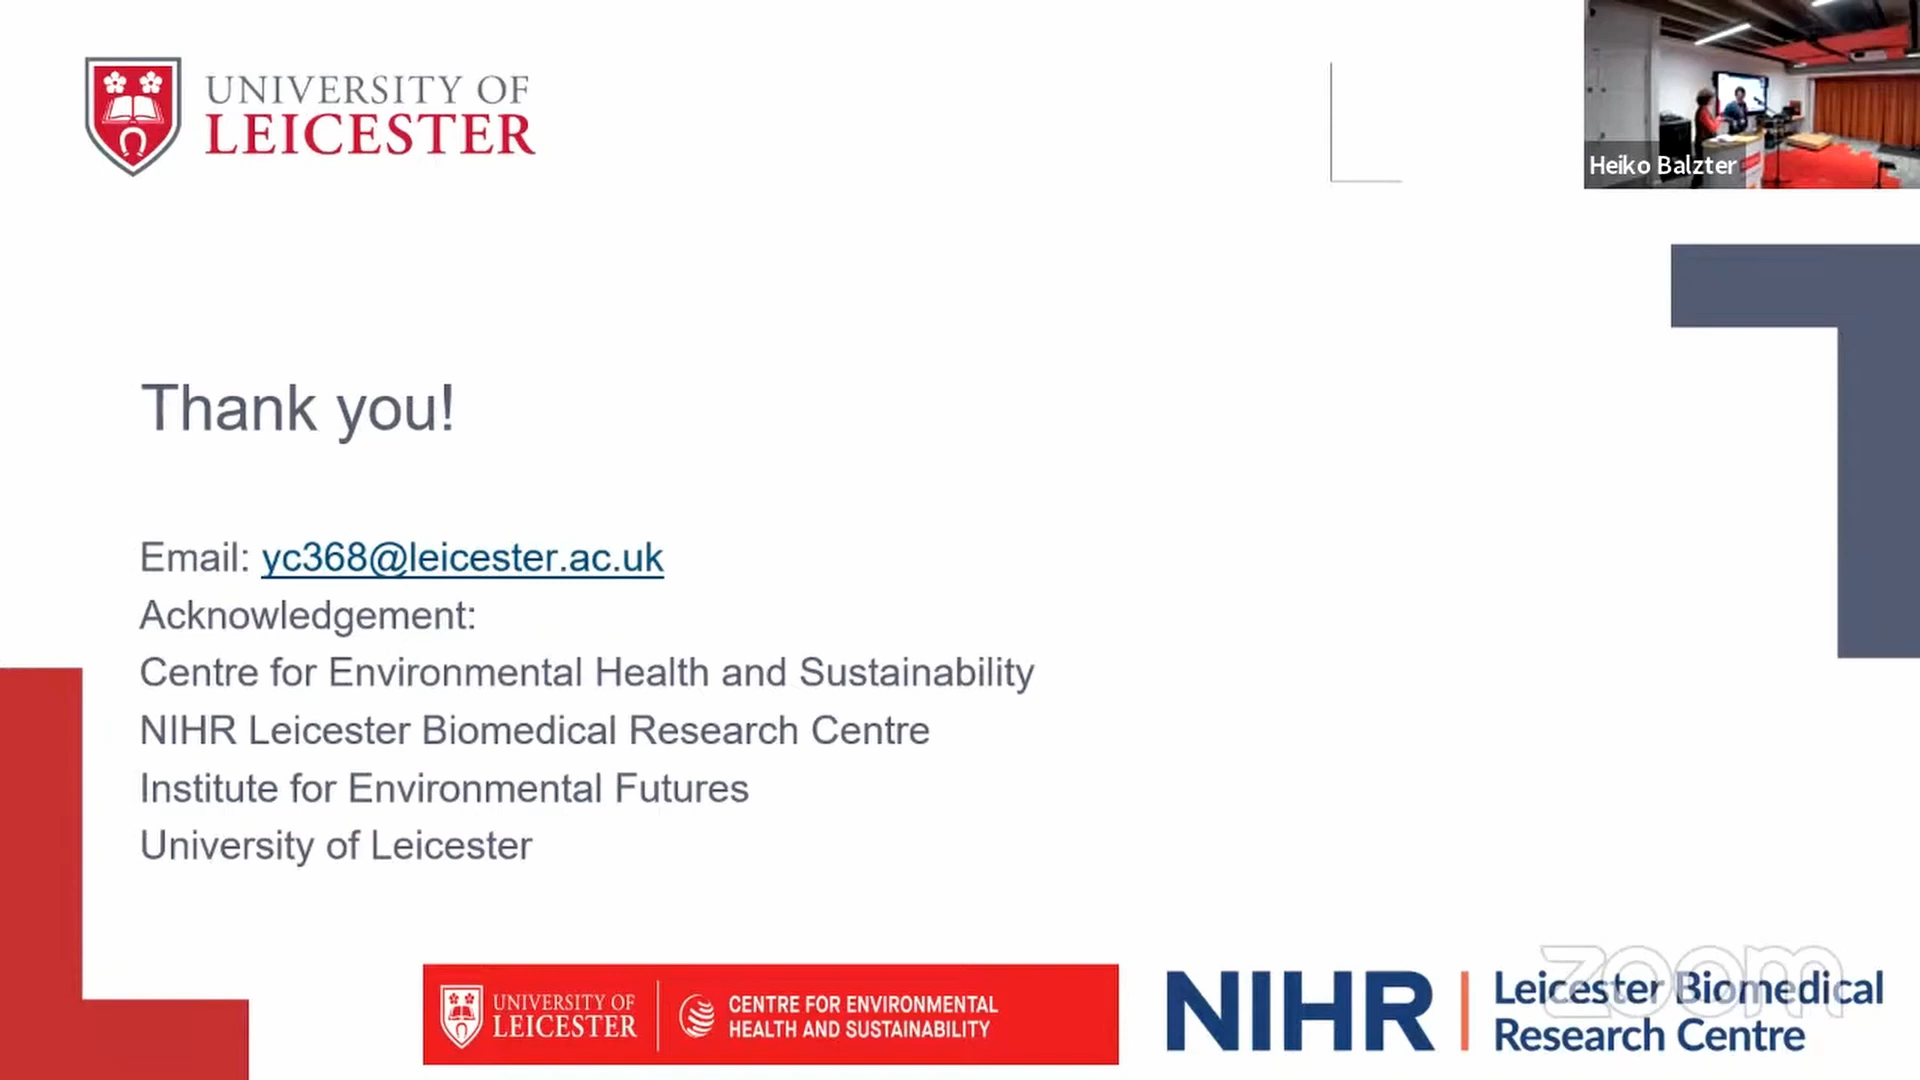 UNIVERSITY OF
LEICESTER
Heiko Balzter
Thank you!
Email: yc368@leicester.ac.uk
Acknowledgement:
Centre for Environmental Health and Sustainability
NIHR Leicester Biomedical Research Centre
Institute for Environmental Futures
University of Leicester
UNIVERSITY OF
LEICESTER
CENTRE FOR ENVIRONMENTAL
HEALTH AND SUSTAINABILITY
NIHR
Leicester Biomedical
Research Centre
zoom